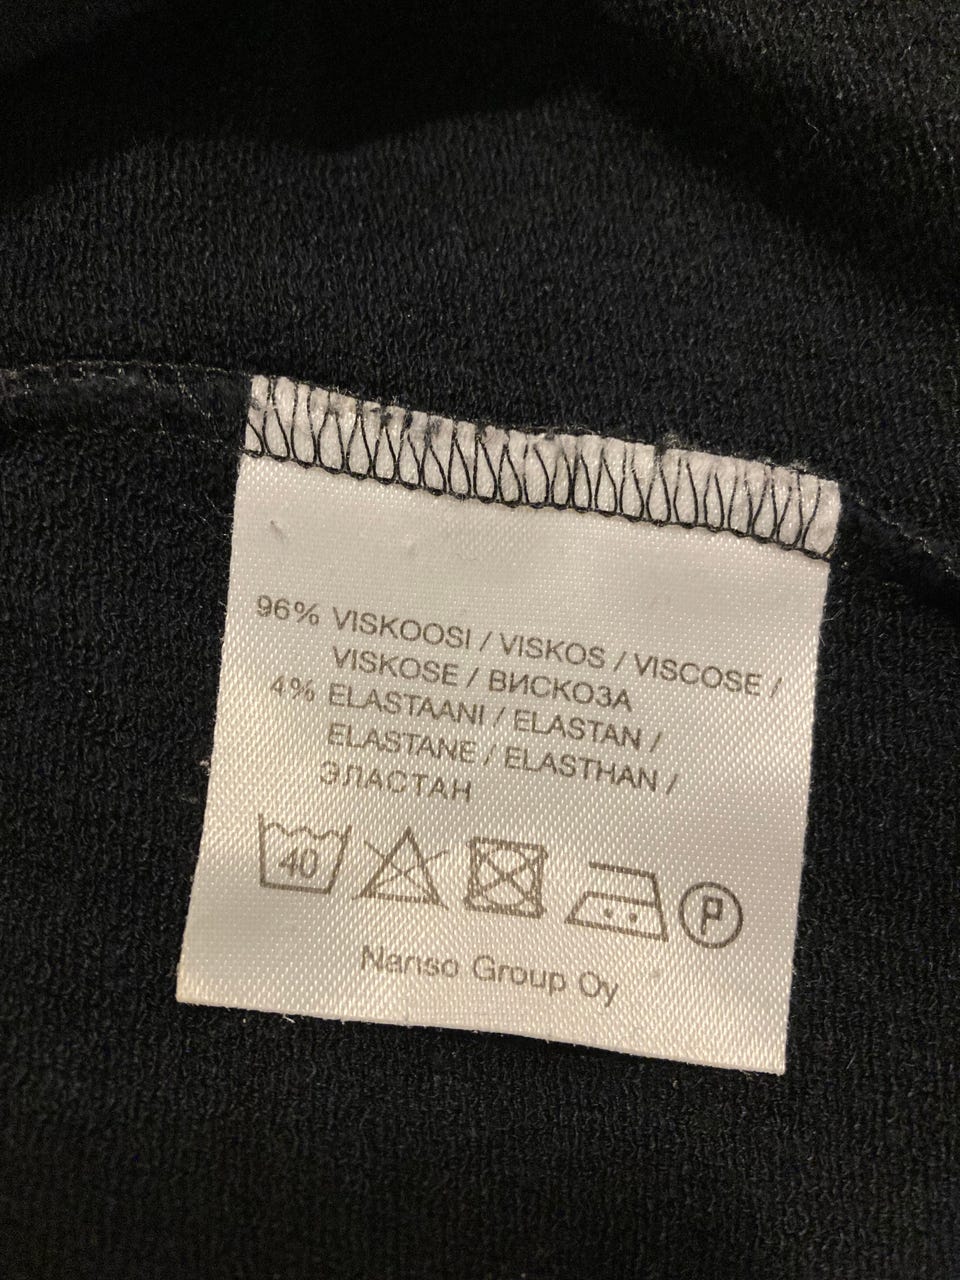 96% VISKOOSI / VISKOS / VISCOSE /
VISKOSE / ВИСКОЗА
4% ELASTAANI / ELASTAN /
ELASTANE / ELASTHAN /
ЭЛАСТАН
40 P
Nanso Group Oy